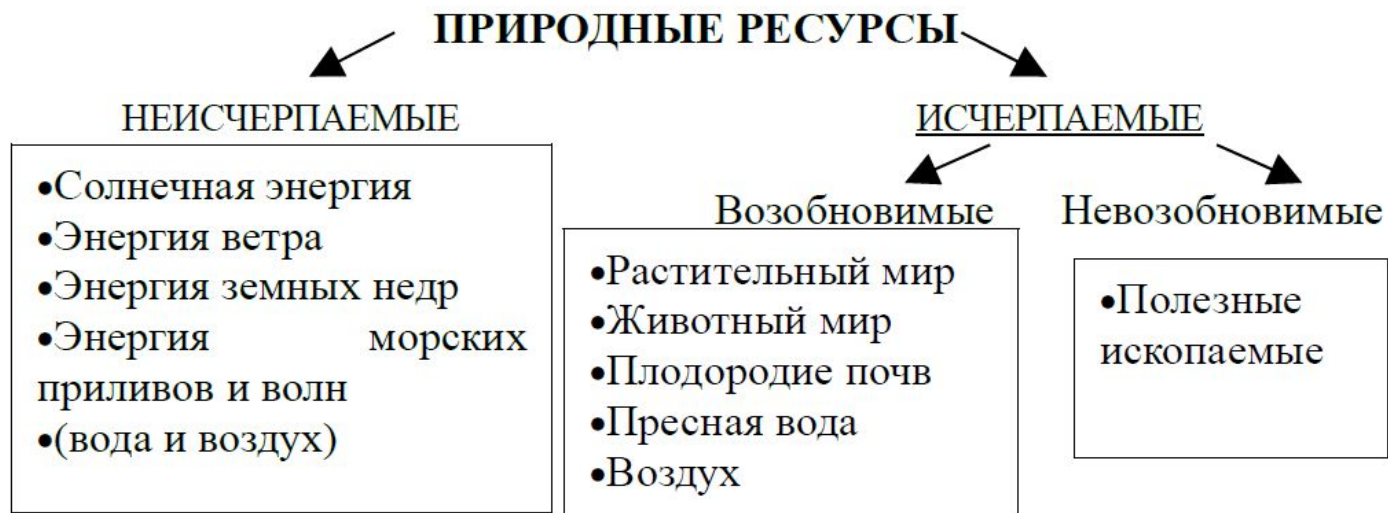 ПРИРОДНЫЕ РЕСУРСЫ
НЕИСЧЕРПАЕМЫЕ
•Солнечная энергия
•Энергия ветра
•Энергия земных недр
•Энергия морских
приливов и волн
•(вода и воздух)
ИСЧЕРПАЕМЫЕ
Возобновимые
•Растительный мир
•Животный мир
•Плодородие почв
•Пресная вода
•Воздух
Невозобновимые
•Полезные
ископаемые